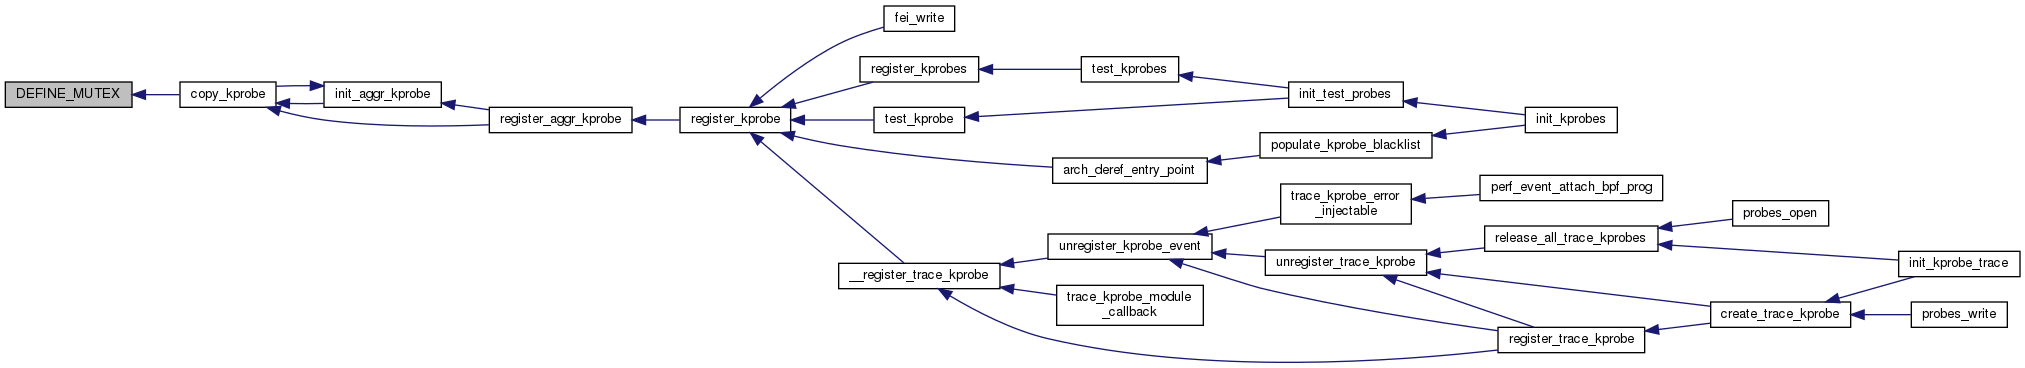 fei_write
register_kprobes
test_kprobes
DEFINE_MUTEX
copy_kprobe
init_aggr_kprobe
init_test_probes
register_aggr_kprobe
register_kprobe
test_kprobe
init_kprobes
populate_kprobe_blacklist
arch_deref_entry_point
trace_kprobe_error
_injectable
perf_event_attach_bpf_prog
probes_open
unregister_kprobe_event
release_all_trace_kprobes
unregister_trace_kprobe
init_kprobe_trace
__register_trace_kprobe
trace_kprobe_module
_callback
create_trace_kprobe
probes_write
register_trace_kprobe